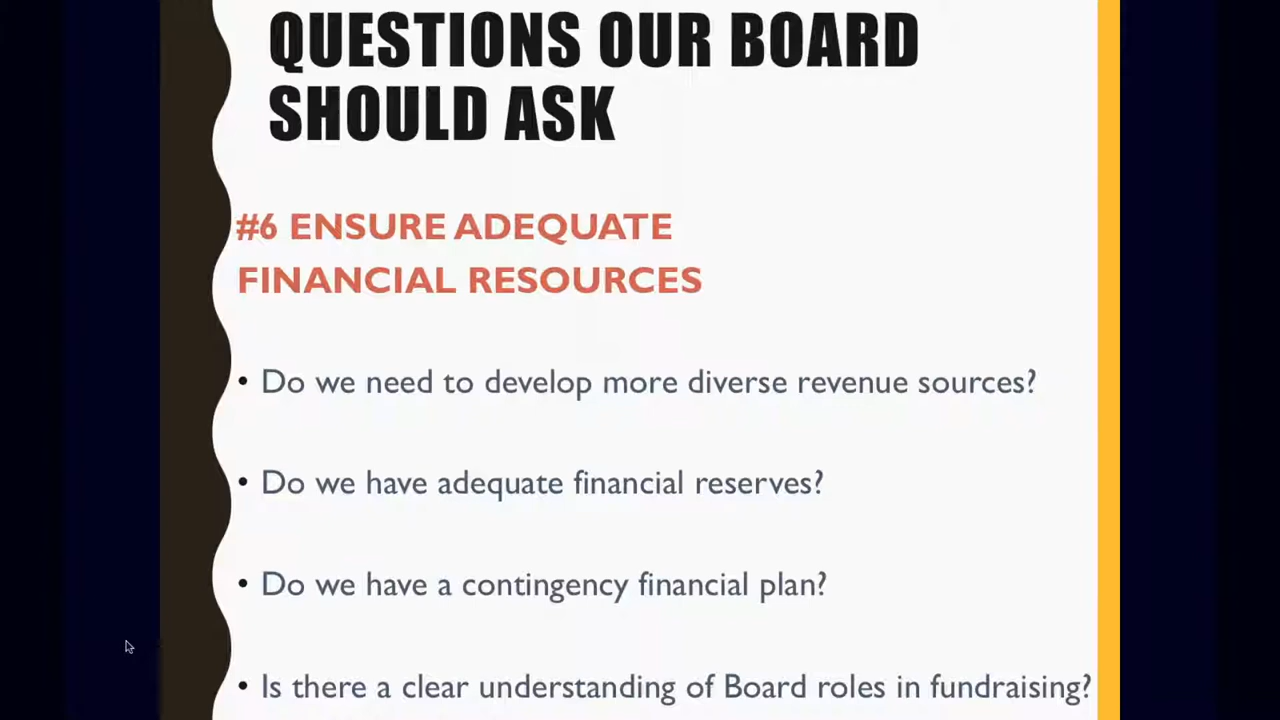 QUESTIONS OUR BOARD
SHOULD ASK
#6 ENSURE ADEQUATE
FINANCIAL RESOURCES
• Do we need to develop more diverse revenue sources?
• Do we have adequate financial reserves?
• Do we have a contingency financial plan?
• Is there a clear understanding of Board roles in fundraising?